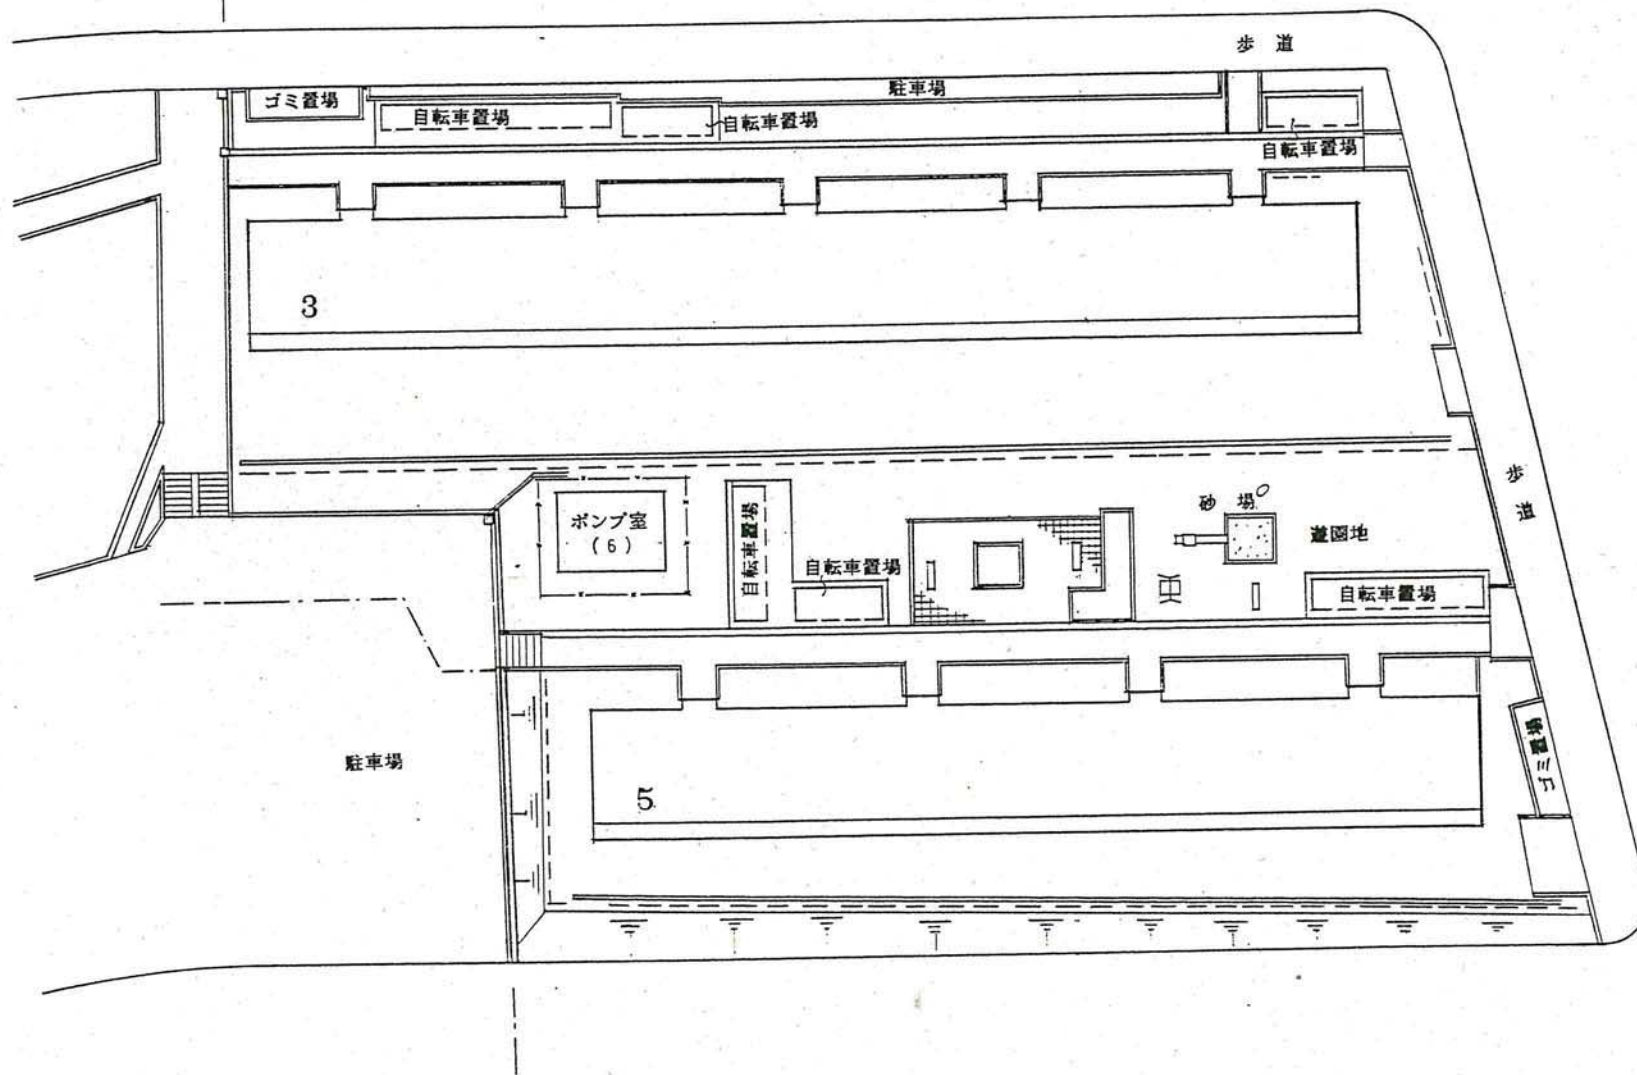 歩道
ゴミ置場
駐車場
自転車置場
自転車置場
自転車置場
3
歩道
ポンプ室
(6)
自転車置場
自転車置場
砂場
遊園地
自転車置場
駐車場
5
ゴミ置場